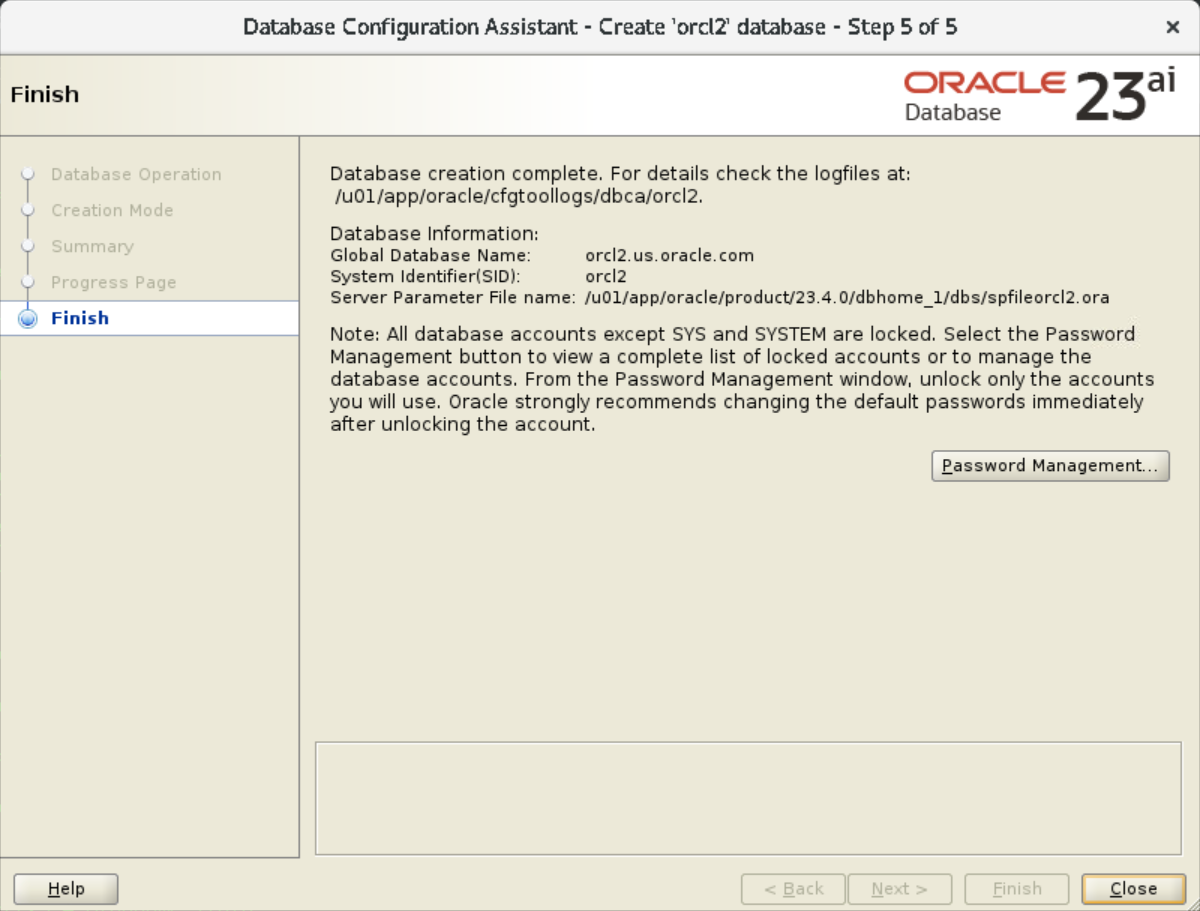 Database Configuration Assistant - Create 'orcl2' database - Step 5 of 5
Finish
ORACLE
Database
23ai
Database Operation
Creation Mode
Summary
Progress Page
Finish
Database creation complete. For details check the logfiles at:
/u01/app/oracle/cfgtoollogs/dbca/orcl2.
Database Information:
Global Database Name: orcl2.us.oracle.com
System Identifier(SID): orcl2
Server Parameter File name: /u01/app/oracle/product/23.4.0/dbhome_1/dbs/spfileorcl2.ora
Note: All database accounts except SYS and SYSTEM are locked. Select the Password
Management button to view a complete list of locked accounts or to manage the
database accounts. From the Password Management window, unlock only the accounts
you will use. Oracle strongly recommends changing the default passwords immediately
after unlocking the account.
Password Management...
Help
< Back
Next >
Finish
Close